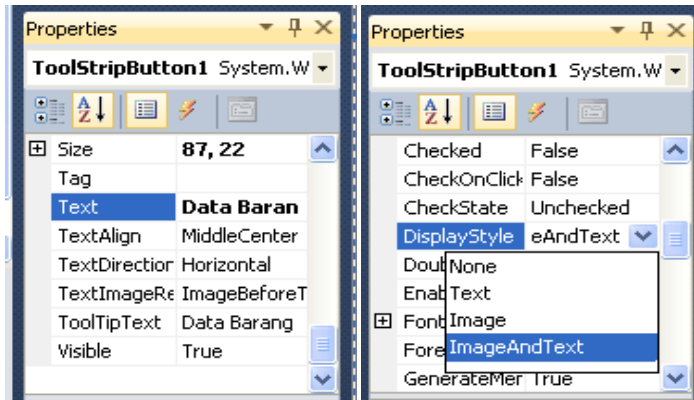 Properties
ToolStripButton1 System.W
Size 87, 22
Tag
Text Data Baran
TextAlign MiddleCenter
TextDirection Horizontal
TextImageRe ImageBeforeT
ToolTipText Data Barang
Visible True
Properties
ToolStripButton1 System.W
Checked False
CheckOnClick False
CheckState Unchecked
DisplayStyle eAndText
Doub
None
Enab
Text
Font
Image
Fore
ImageAndText
GenerateMer True